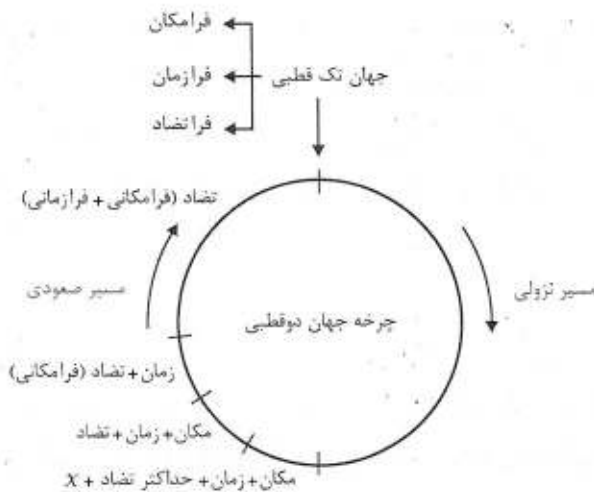 فرامکان
جهان تک قطبی
فرازمان
فراتضاد
تضاد (فرامکانی + فرازمانی)
مسیر صعودی
مسیر نزولی
چرخه جهان دوقطبی
زمان + تضاد (فرامکانی)
مکان + زمان + تضاد
مکان + زمان + حداکثر تضاد + χ